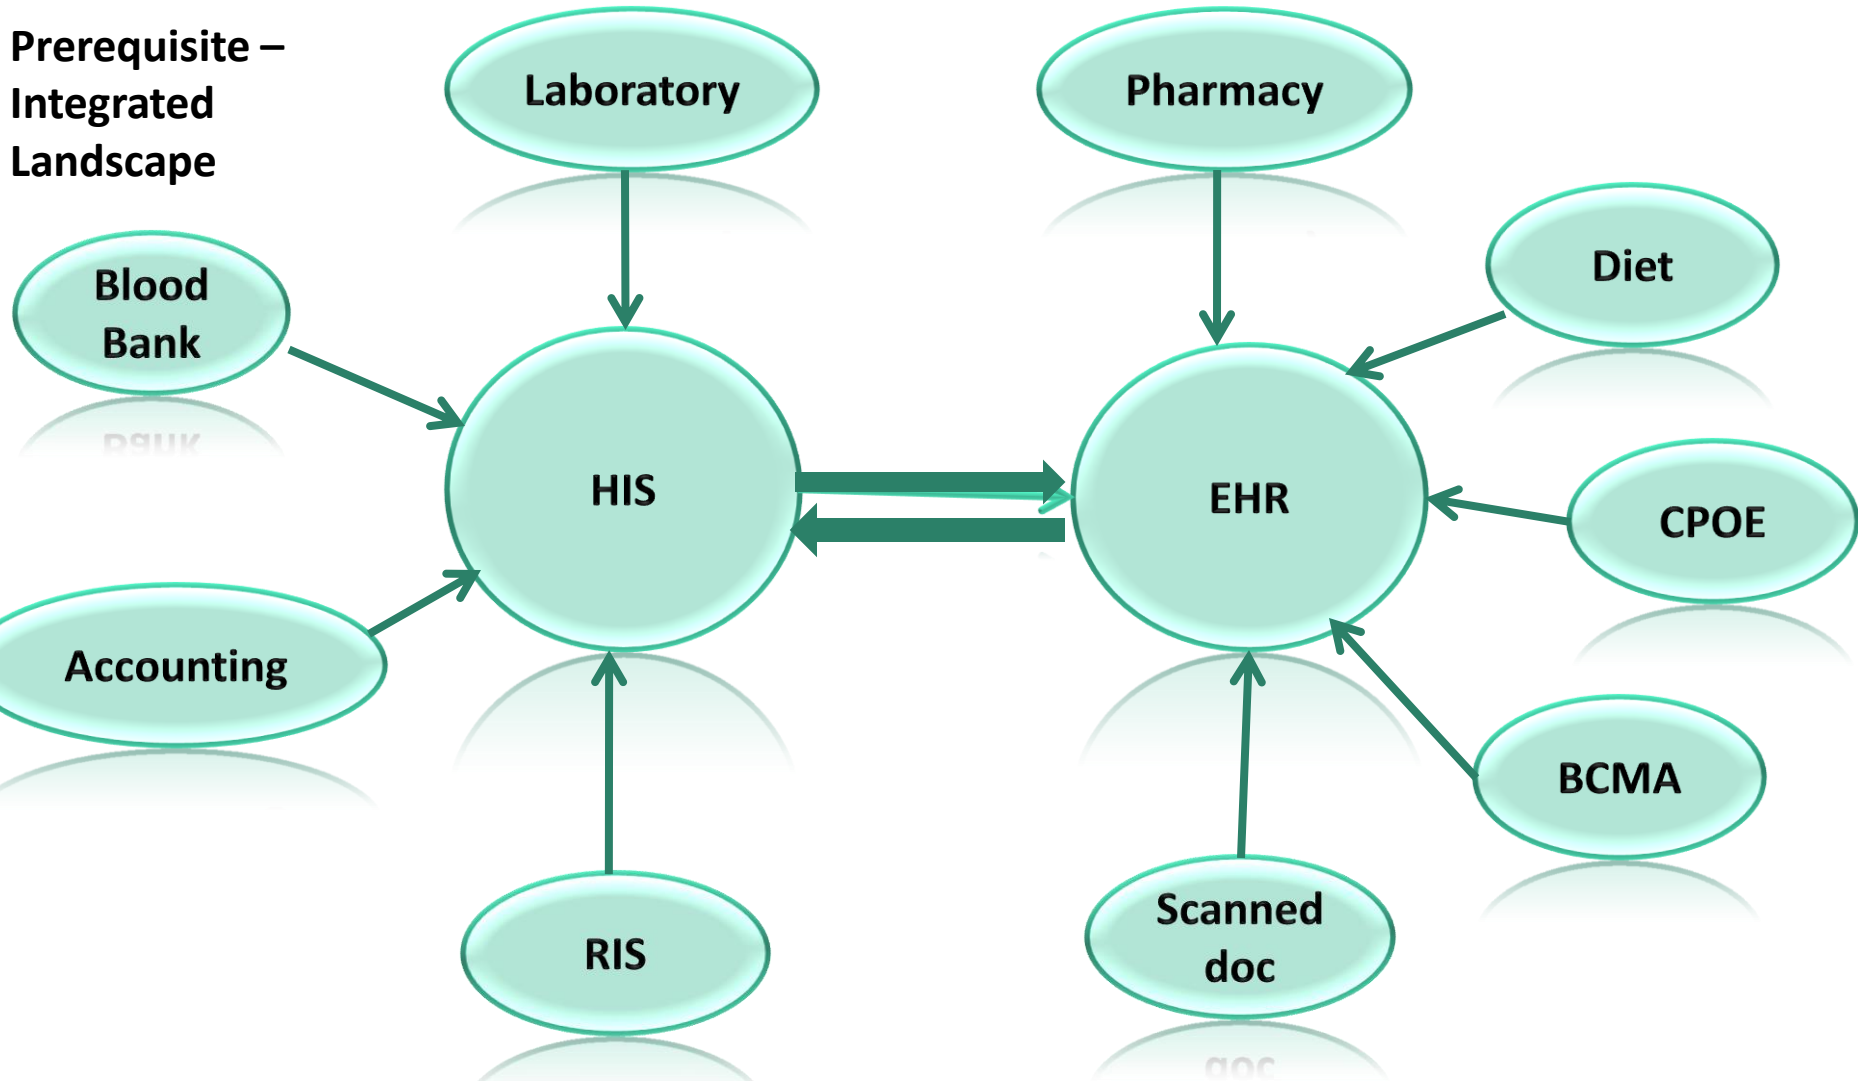 Prerequisite –
Integrated
Landscape
Laboratory
Pharmacy
Blood
Bank
Diet
HIS
EHR
CPOE
Accounting
BCMA
RIS
Scanned
doc